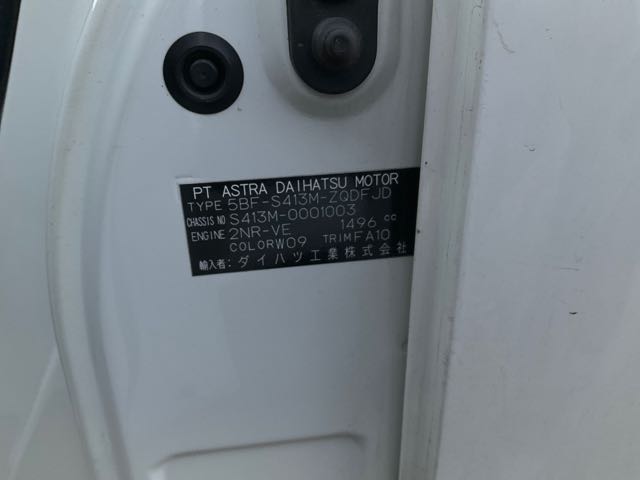 PT ASTRA DAIHATSU MOTOR
TYPE 5BF-S413M-ZQDFJD
CHASSIS NO S413M-0001003
ENGINE 2NR-VE 1496 cc
COLOR W09 TRIM FA10
輸入者: ダイハツ工業株式会社